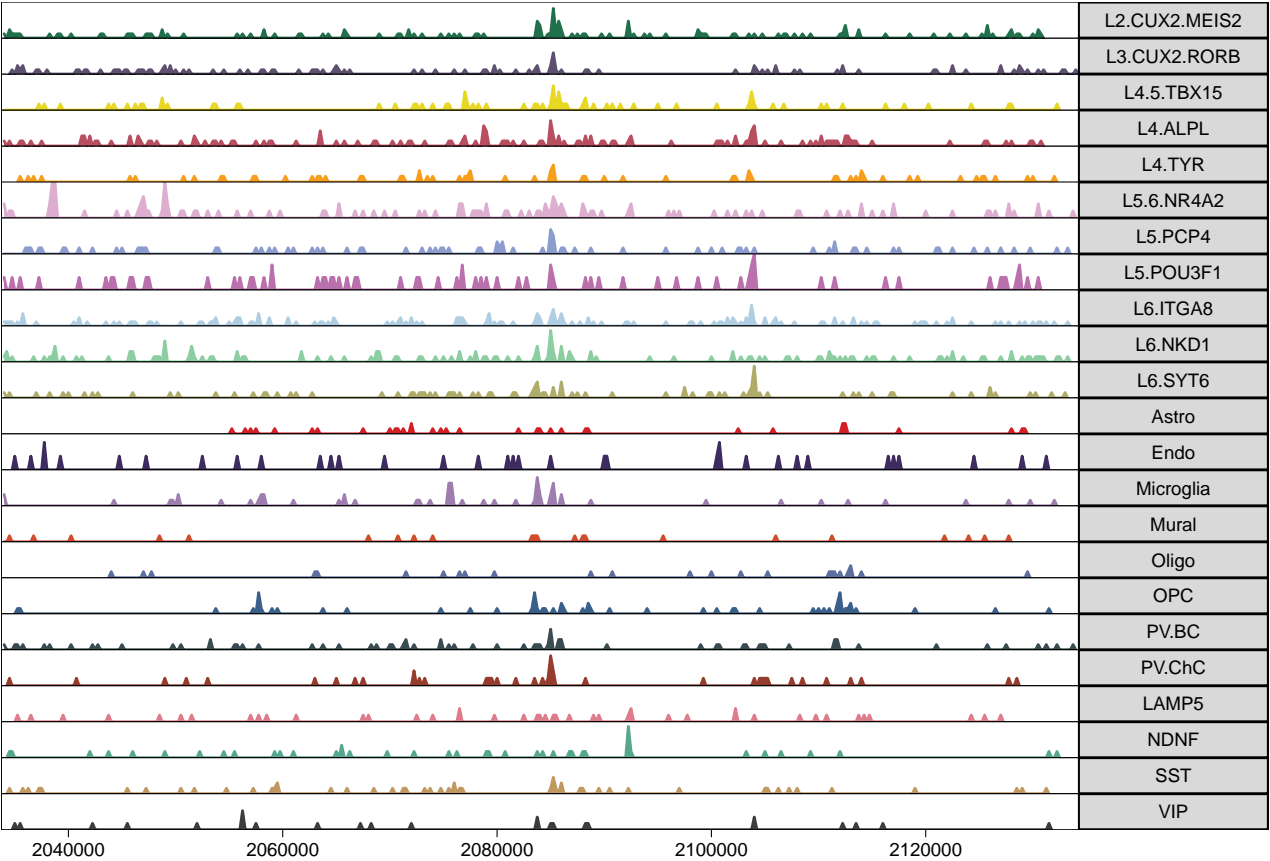 L2.CUX2.MEIS2
L3.CUX2.RORB
L4.5.TBX15
L4.ALPL
L4.TYR
L5.6.NR4A2
L5.PCP4
L5.POU3F1
L6.ITGA8
L6.NKD1
L6.SYT6
Astro
Endo
Microglia
Mural
Oligo
OPC
PV.BC
PV.ChC
LAMP5
NDNF
SST
VIP
2040000 2060000 2080000 2100000 2120000